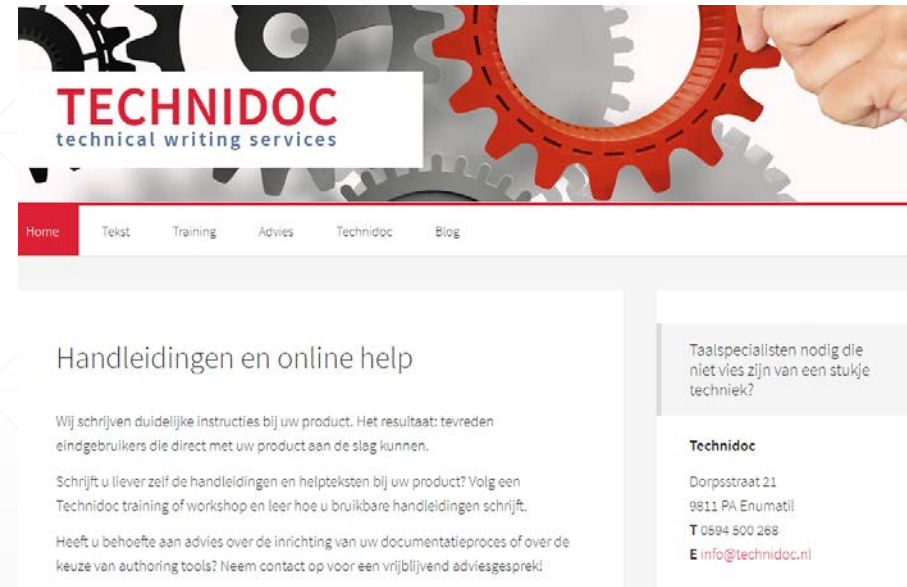 TECHNIDOC
technical writing services
Home
Tekst
Training
Advies
Technidoc
Blog
Handleidingen en online help
Wij schrijven duidelijke instructies bij uw product. Het resultaat: tevreden
eindgebruikers die direct met uw product aan de slag kunnen.
Schrijft u liever zelf de handleidingen en helpteksten bij uw product? Volg een
Technidoc training of workshop en leer hoe u bruikbare handleidingen schrijft.
Heeft u behoefte aan advies over de inrichting van uw documentatieproces of over de
keuze van authoring tools? Neem contact op voor een vrijblijvend adviesgesprek!
Taalspecialisten nodig die
niet vies zijn van een stukje
techniek?
Technidoc
Dorpsstraat 21
9811 PA Enumatil
T 0594 500 268
E info@technidoc.nl